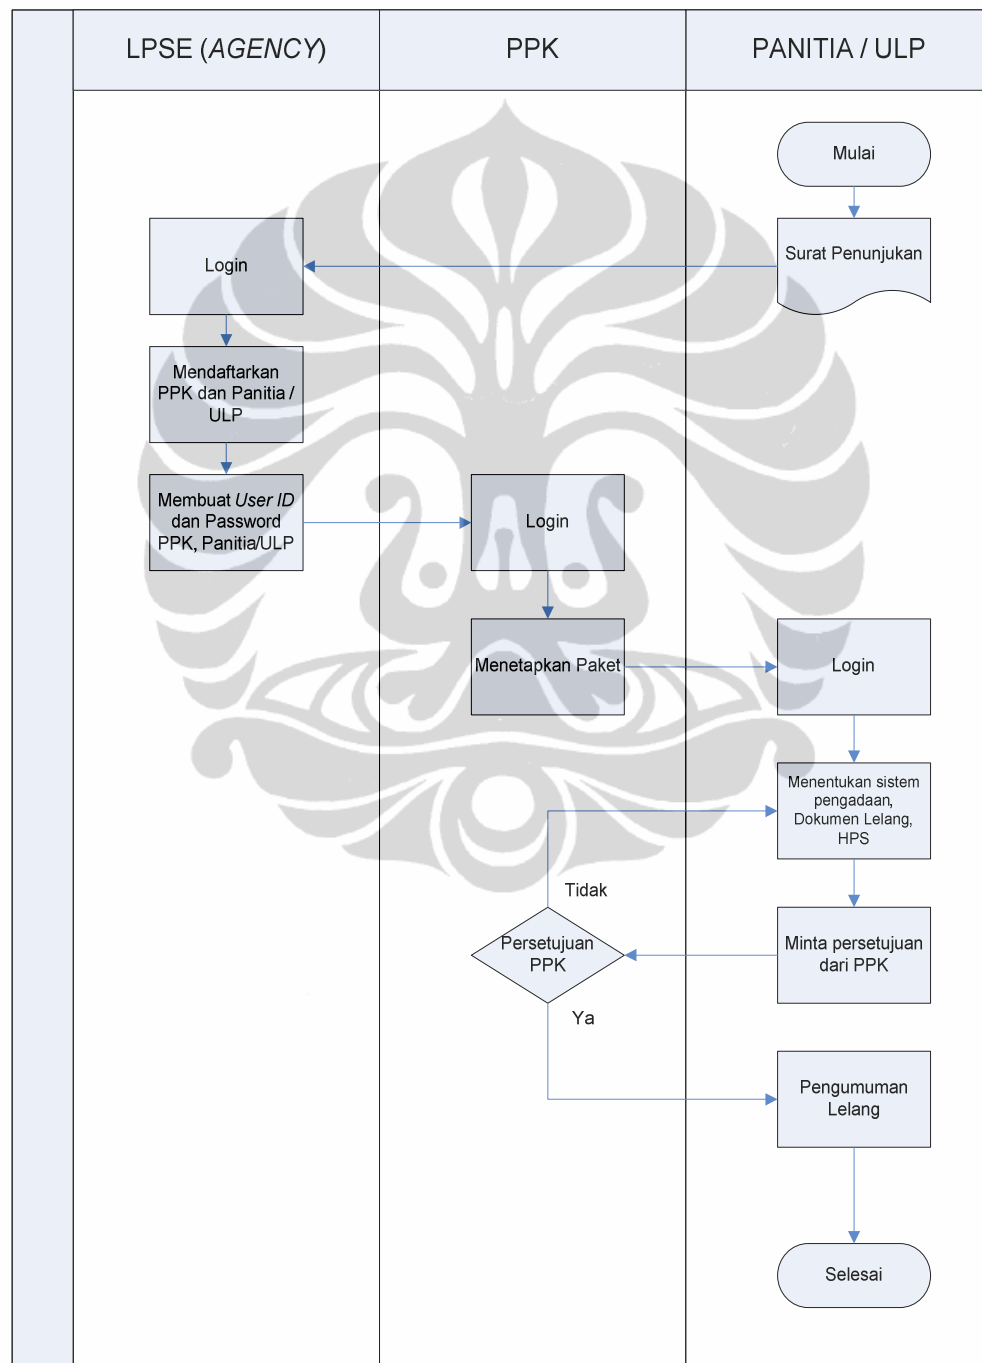 LPSE (AGENCY)
PPK
PANITIA / ULP
Mulai
Surat Penunjukan
Login
Mendaftarkan
PPK dan Panitia /
ULP
Membuat User ID
dan Password
PPK, Panitia/ULP
Login
Menetapkan Paket
Login
Menentukan sistem
pengadaan,
Dokumen Lelang,
HPS
Minta persetujuan
dari PPK
Persetujuan
PPK
Tidak
Ya
Pengumuman
Lelang
Selesai